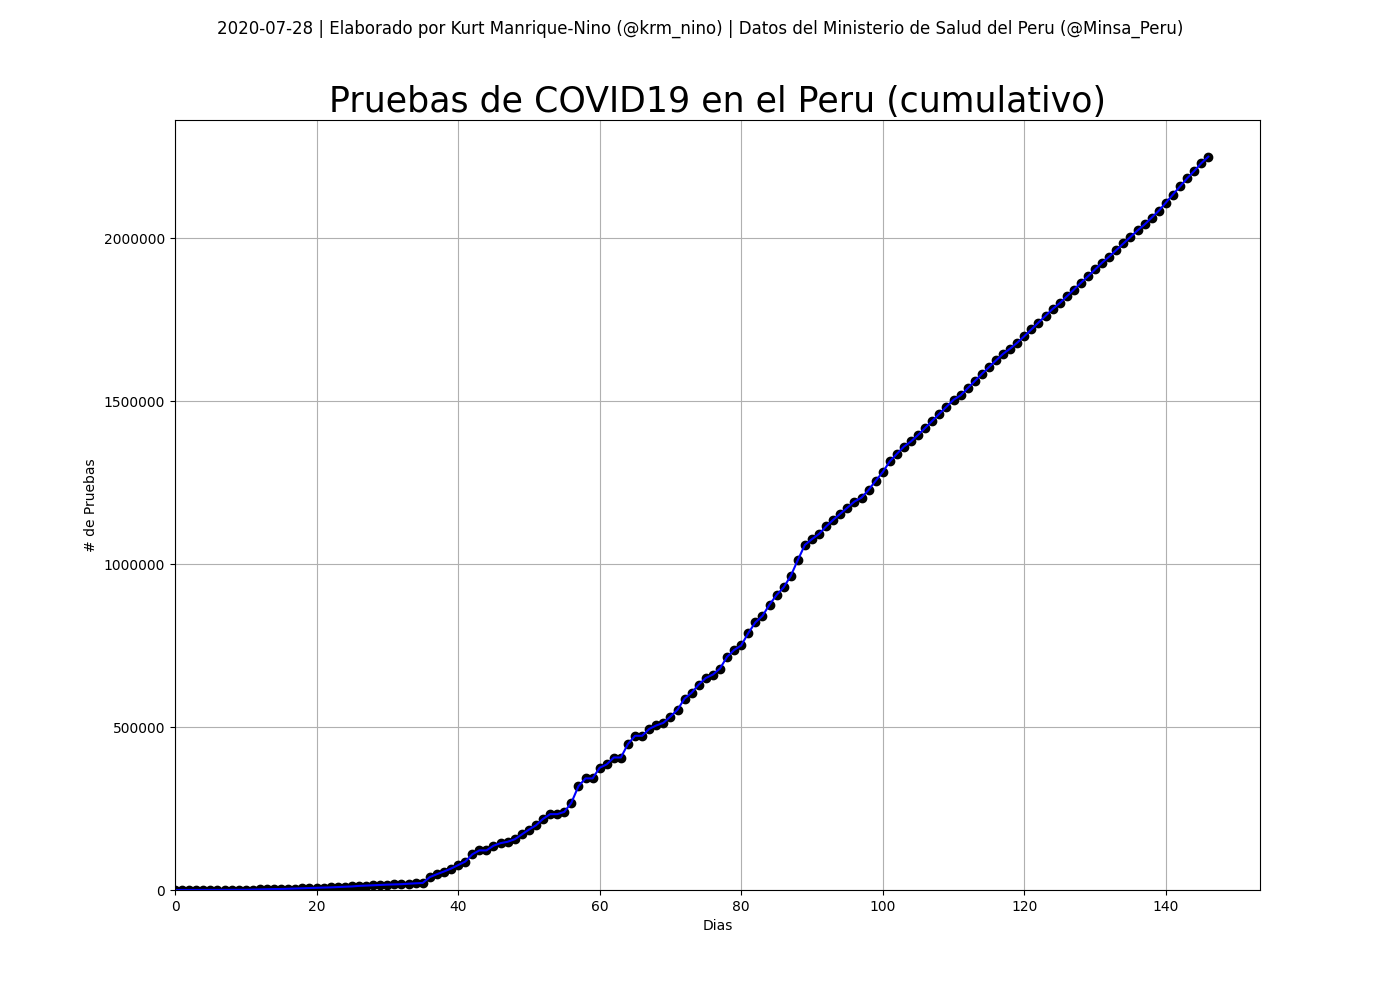 2020-07-28 | Elaborado por Kurt Manrique-Nino (@krm_nino) | Datos del Ministerio de Salud del Peru (@Minsa_Peru)
Pruebas de COVID19 en el Peru (cumulativo)
2000000
1500000
1000000
500000
0
# de Pruebas
0 20 40 60 80 100 120 140
Dias